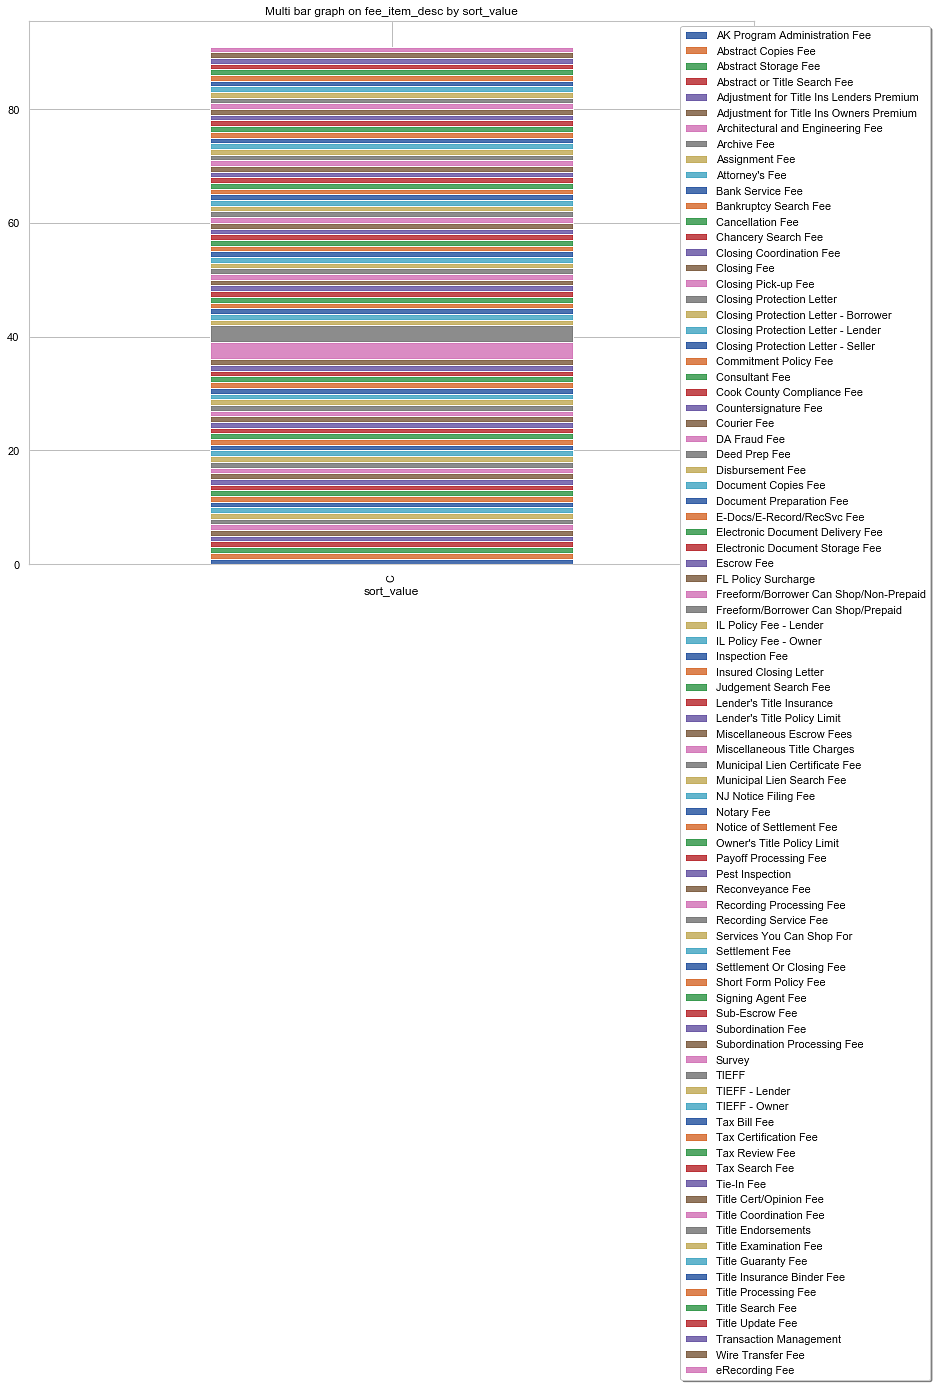 Multi bar graph on fee_item_desc by sort_value
80
60
40
20
0
C
sort_value
AK Program Administration Fee
Abstract Copies Fee
Abstract Storage Fee
Abstract or Title Search Fee
Adjustment for Title Ins Lenders Premium
Adjustment for Title Ins Owners Premium
Architectural and Engineering Fee
Archive Fee
Assignment Fee
Attorney's Fee
Bank Service Fee
Bankruptcy Search Fee
Cancellation Fee
Chancery Search Fee
Closing Coordination Fee
Closing Fee
Closing Pick-up Fee
Closing Protection Letter
Closing Protection Letter - Borrower
Closing Protection Letter - Lender
Closing Protection Letter - Seller
Commitment Policy Fee
Consultant Fee
Cook County Compliance Fee
Countersignature Fee
Courier Fee
DA Fraud Fee
Deed Prep Fee
Disbursement Fee
Document Copies Fee
Document Preparation Fee
E-Docs/E-Record/RecSvc Fee
Electronic Document Delivery Fee
Electronic Document Storage Fee
Escrow Fee
FL Policy Surcharge
Freeform/Borrower Can Shop/Non-Prepaid
Freeform/Borrower Can Shop/Prepaid
IL Policy Fee - Lender
IL Policy Fee - Owner
Inspection Fee
Insured Closing Letter
Judgement Search Fee
Lender's Title Insurance
Lender's Title Policy Limit
Miscellaneous Escrow Fees
Miscellaneous Title Charges
Municipal Lien Certificate Fee
Municipal Lien Search Fee
NJ Notice Filing Fee
Notary Fee
Notice of Settlement Fee
Owner's Title Policy Limit
Payoff Processing Fee
Pest Inspection
Reconveyance Fee
Recording Processing Fee
Recording Service Fee
Services You Can Shop For
Settlement Fee
Settlement Or Closing Fee
Short Form Policy Fee
Signing Agent Fee
Sub-Escrow Fee
Subordination Fee
Subordination Processing Fee
Survey
TIEFF
TIEFF - Lender
TIEFF - Owner
Tax Bill Fee
Tax Certification Fee
Tax Review Fee
Tax Search Fee
Tie-In Fee
Title Cert/Opinion Fee
Title Coordination Fee
Title Endorsements
Title Examination Fee
Title Guaranty Fee
Title Insurance Binder Fee
Title Processing Fee
Title Search Fee
Title Update Fee
Transaction Management
Wire Transfer Fee
eRecording Fee